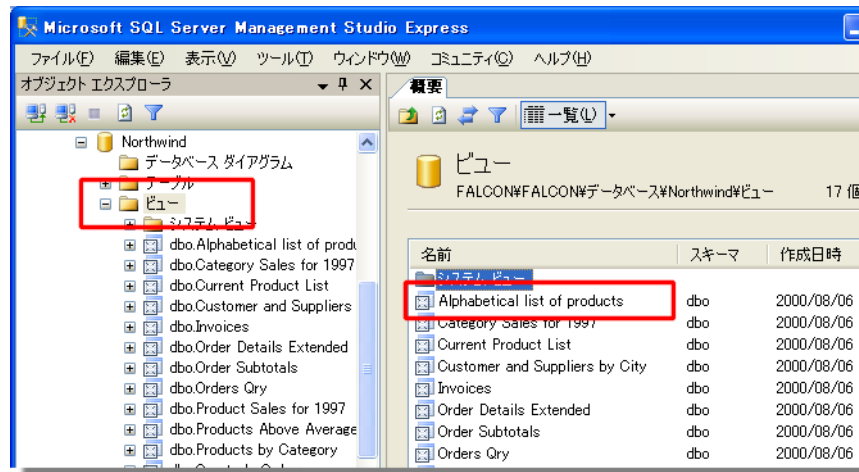 Microsoft SQL Server Management Studio Express
ファイル(F) 編集(E) 表示(V) ツール(T) ウィンドウ(W) コミュニティ(C) ヘルプ(H)
オブジェクト エクスプローラ
Northwind
データベース ダイアグラム
テーブル
ビュー
システム ビュー
dbo.Alphabetical list of produ
dbo.Category Sales for 1997
dbo.Current Product List
dbo.Customer and Suppliers
dbo.Invoices
dbo.Order Details Extended
dbo.Order Subtotals
dbo.Orders Qry
dbo.Product Sales for 1997
dbo.Products Above Average
dbo.Products by Category
概要
一覧(L)
ビュー
FALCON¥FALCON¥データベース¥Northwind¥ビュー 17 個
名前 スキーマ 作成日時
システム ビュー
Alphabetical list of products dbo 2000/08/06
Category Sales for 1997 dbo 2000/08/06
Current Product List dbo 2000/08/06
Customer and Suppliers by City dbo 2000/08/06
Invoices dbo 2000/08/06
Order Details Extended dbo 2000/08/06
Order Subtotals dbo 2000/08/06
Orders Qry dbo 2000/08/06